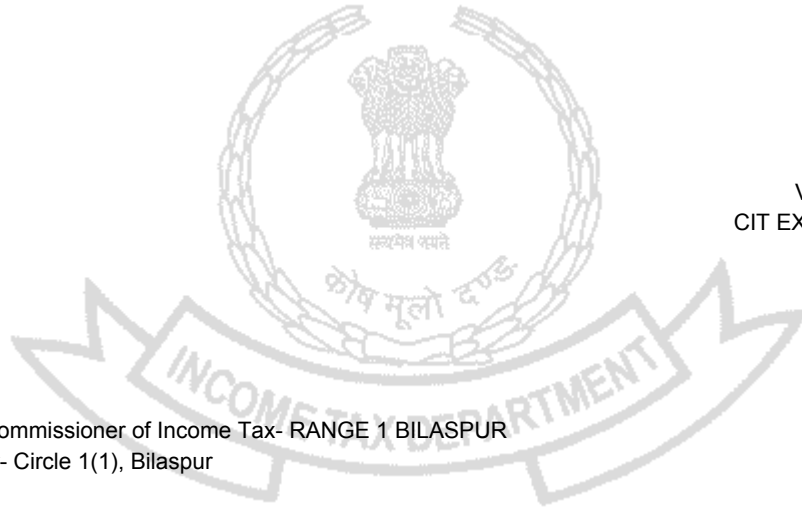 सत्यमेव जयते
V
CIT EX
कोष मूलो दण्डः
INCOME TAX DEPARTMENT
ommissioner of Income Tax- RANGE 1 BILASPUR
- Circle 1(1), Bilaspur